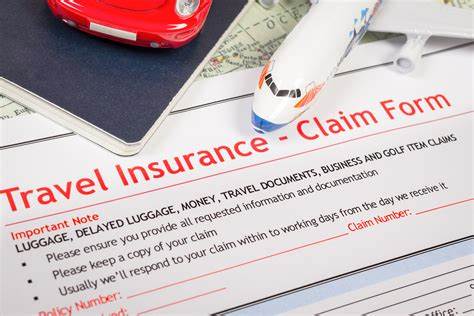 Travel Insurance - Claim Form
Important Note
LUGGAGE, DELAYED LUGGAGE, MONEY, TRAVEL DOCUMENTS, BUSINESS AND GOLF ITEM CLAIMS
Please ensure you provide all requested information and documentation
Please keep a copy of your claim
Usually we'll respond to your claim within to working days from the day we receive it
Claim Number:
Policy Number:
Office: